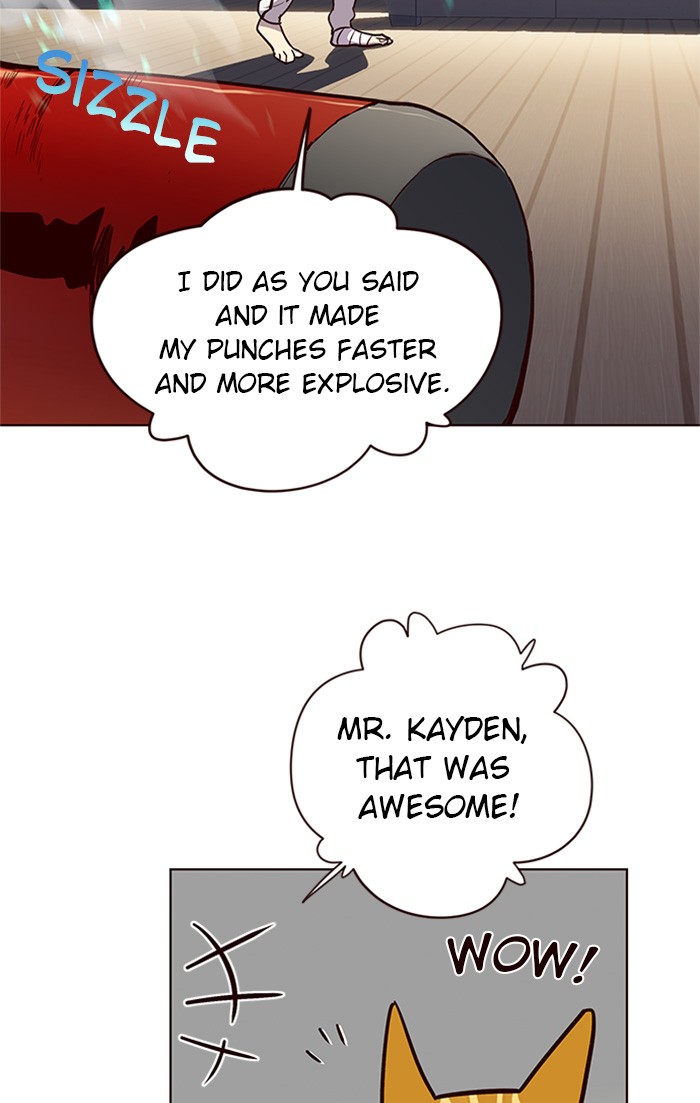 SIZZLE
I DID AS YOU SAID
AND IT MADE
MY PUNCHES FASTER
AND MORE EXPLOSIVE.
MR. KAYDEN,
THAT WAS
AWESOME!
WOW!